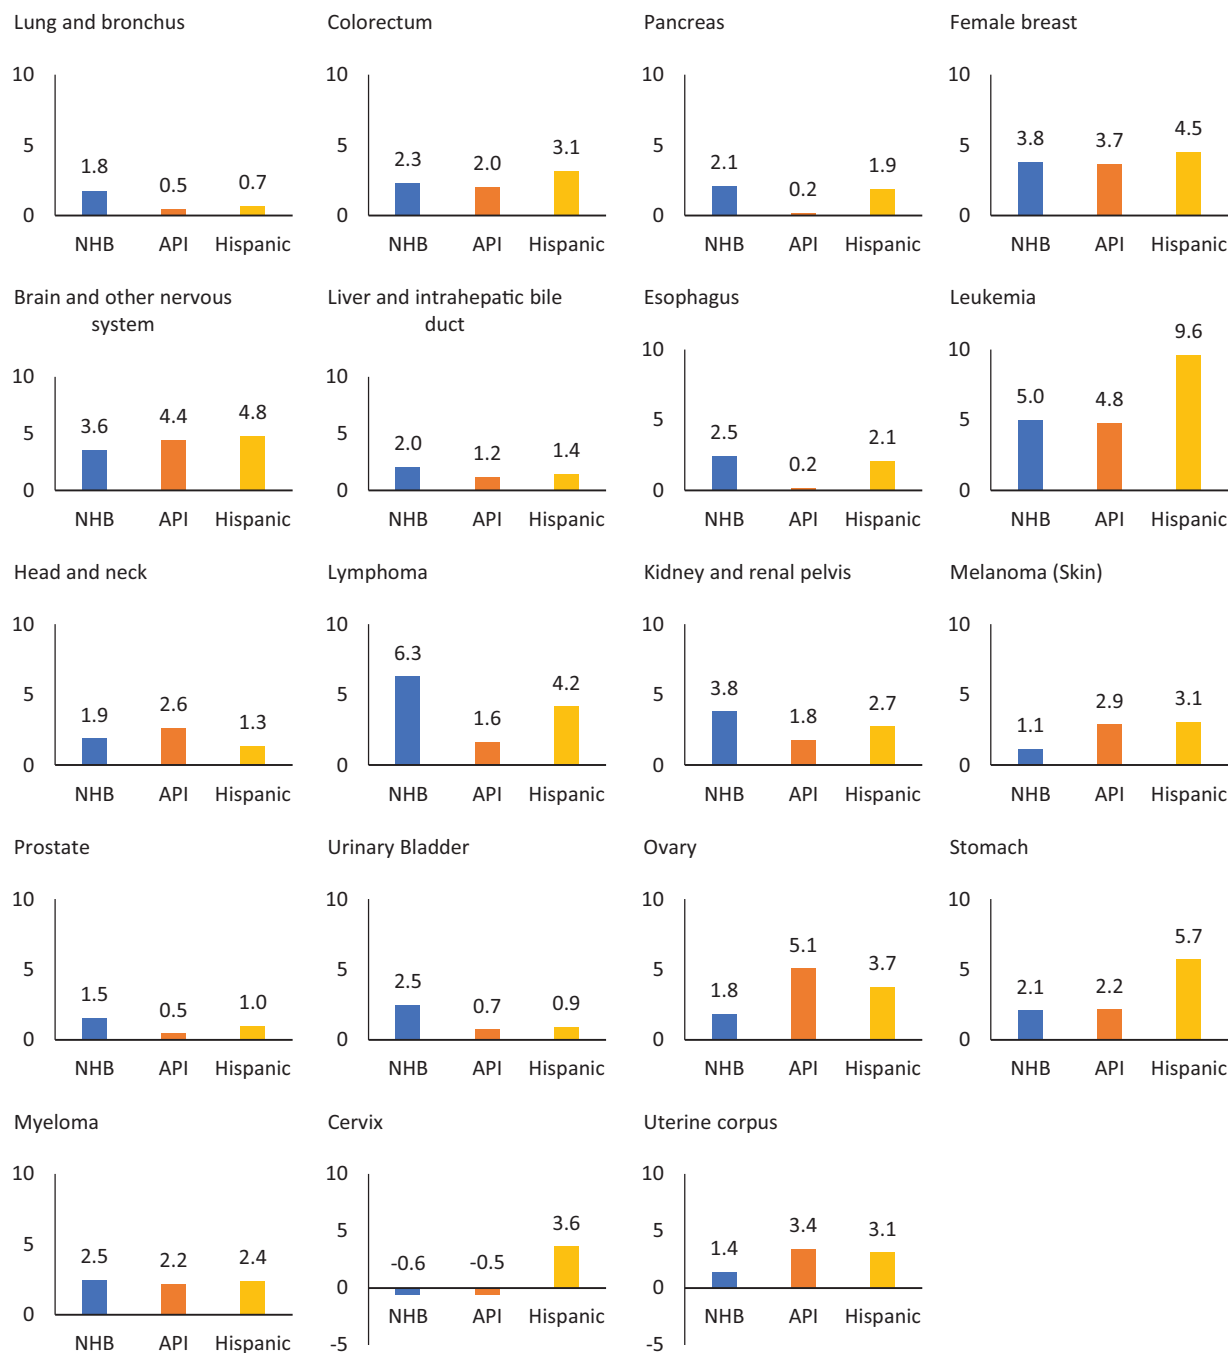 Lung and bronchus
10
5
0
1.8
0.5
0.7
NHB API Hispanic
Colorectum
10
5
0
2.3
2.0
3.1
NHB API Hispanic
Pancreas
10
5
0
2.1
0.2
1.9
NHB API Hispanic
Female breast
10
5
0
3.8
3.7
4.5
NHB API Hispanic
Brain and other nervous
system
10
5
0
3.6
4.4
4.8
NHB API Hispanic
Liver and intrahepatic bile
duct
10
5
0
2.0
1.2
1.4
NHB API Hispanic
Esophagus
10
5
0
2.5
0.2
2.1
NHB API Hispanic
Leukemia
10
5
0
5.0
4.8
9.6
NHB API Hispanic
Head and neck
10
5
0
1.9
2.6
1.3
NHB API Hispanic
Lymphoma
10
5
0
6.3
1.6
4.2
NHB API Hispanic
Kidney and renal pelvis
10
5
0
3.8
1.8
2.7
NHB API Hispanic
Melanoma (Skin)
10
5
0
1.1
2.9
3.1
NHB API Hispanic
Prostate
10
5
0
1.5
0.5
1.0
NHB API Hispanic
Urinary Bladder
10
5
0
2.5
0.7
0.9
NHB API Hispanic
Ovary
10
5
0
1.8
5.1
3.7
NHB API Hispanic
Stomach
10
5
0
2.1
2.2
5.7
NHB API Hispanic
Myeloma
10
5
0
2.5
2.2
2.4
NHB API Hispanic
Cervix
10
5
0
-5
-0.6
-0.5
3.6
NHB API Hispanic
Uterine corpus
10
5
0
-5
1.4
3.4
3.1
NHB API Hispanic